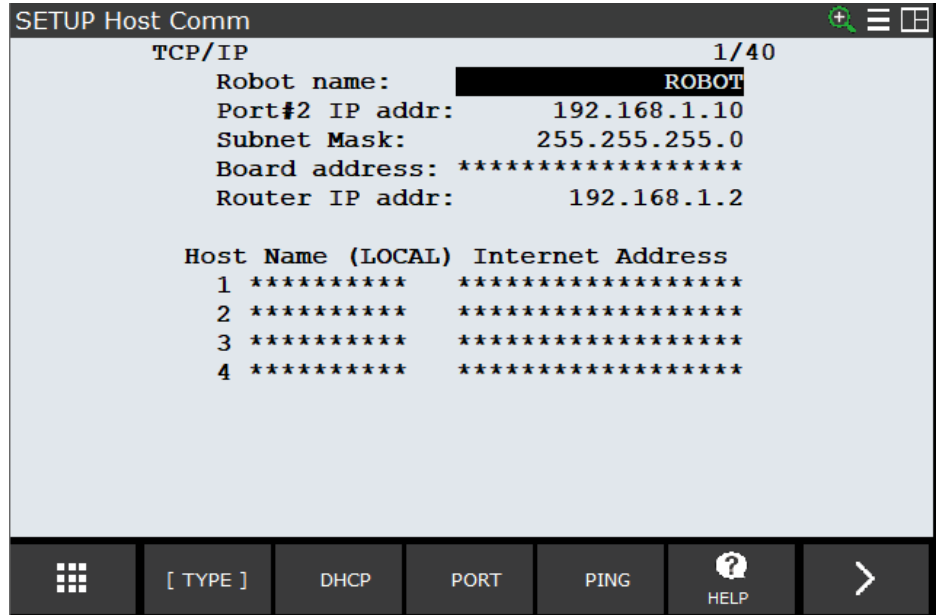 SETUP Host Comm
TCP/IP 1/40
Robot name: ROBOT
Port#2 IP addr: 192.168.1.10
Subnet Mask: 255.255.255.0
Board address: ******************
Router IP addr: 192.168.1.2
Host Name (LOCAL) Internet Address
1 ********** ******************
2 ********** ******************
3 ********** ******************
4 ********** ******************
[ TYPE ] DHCP PORT PING HELP